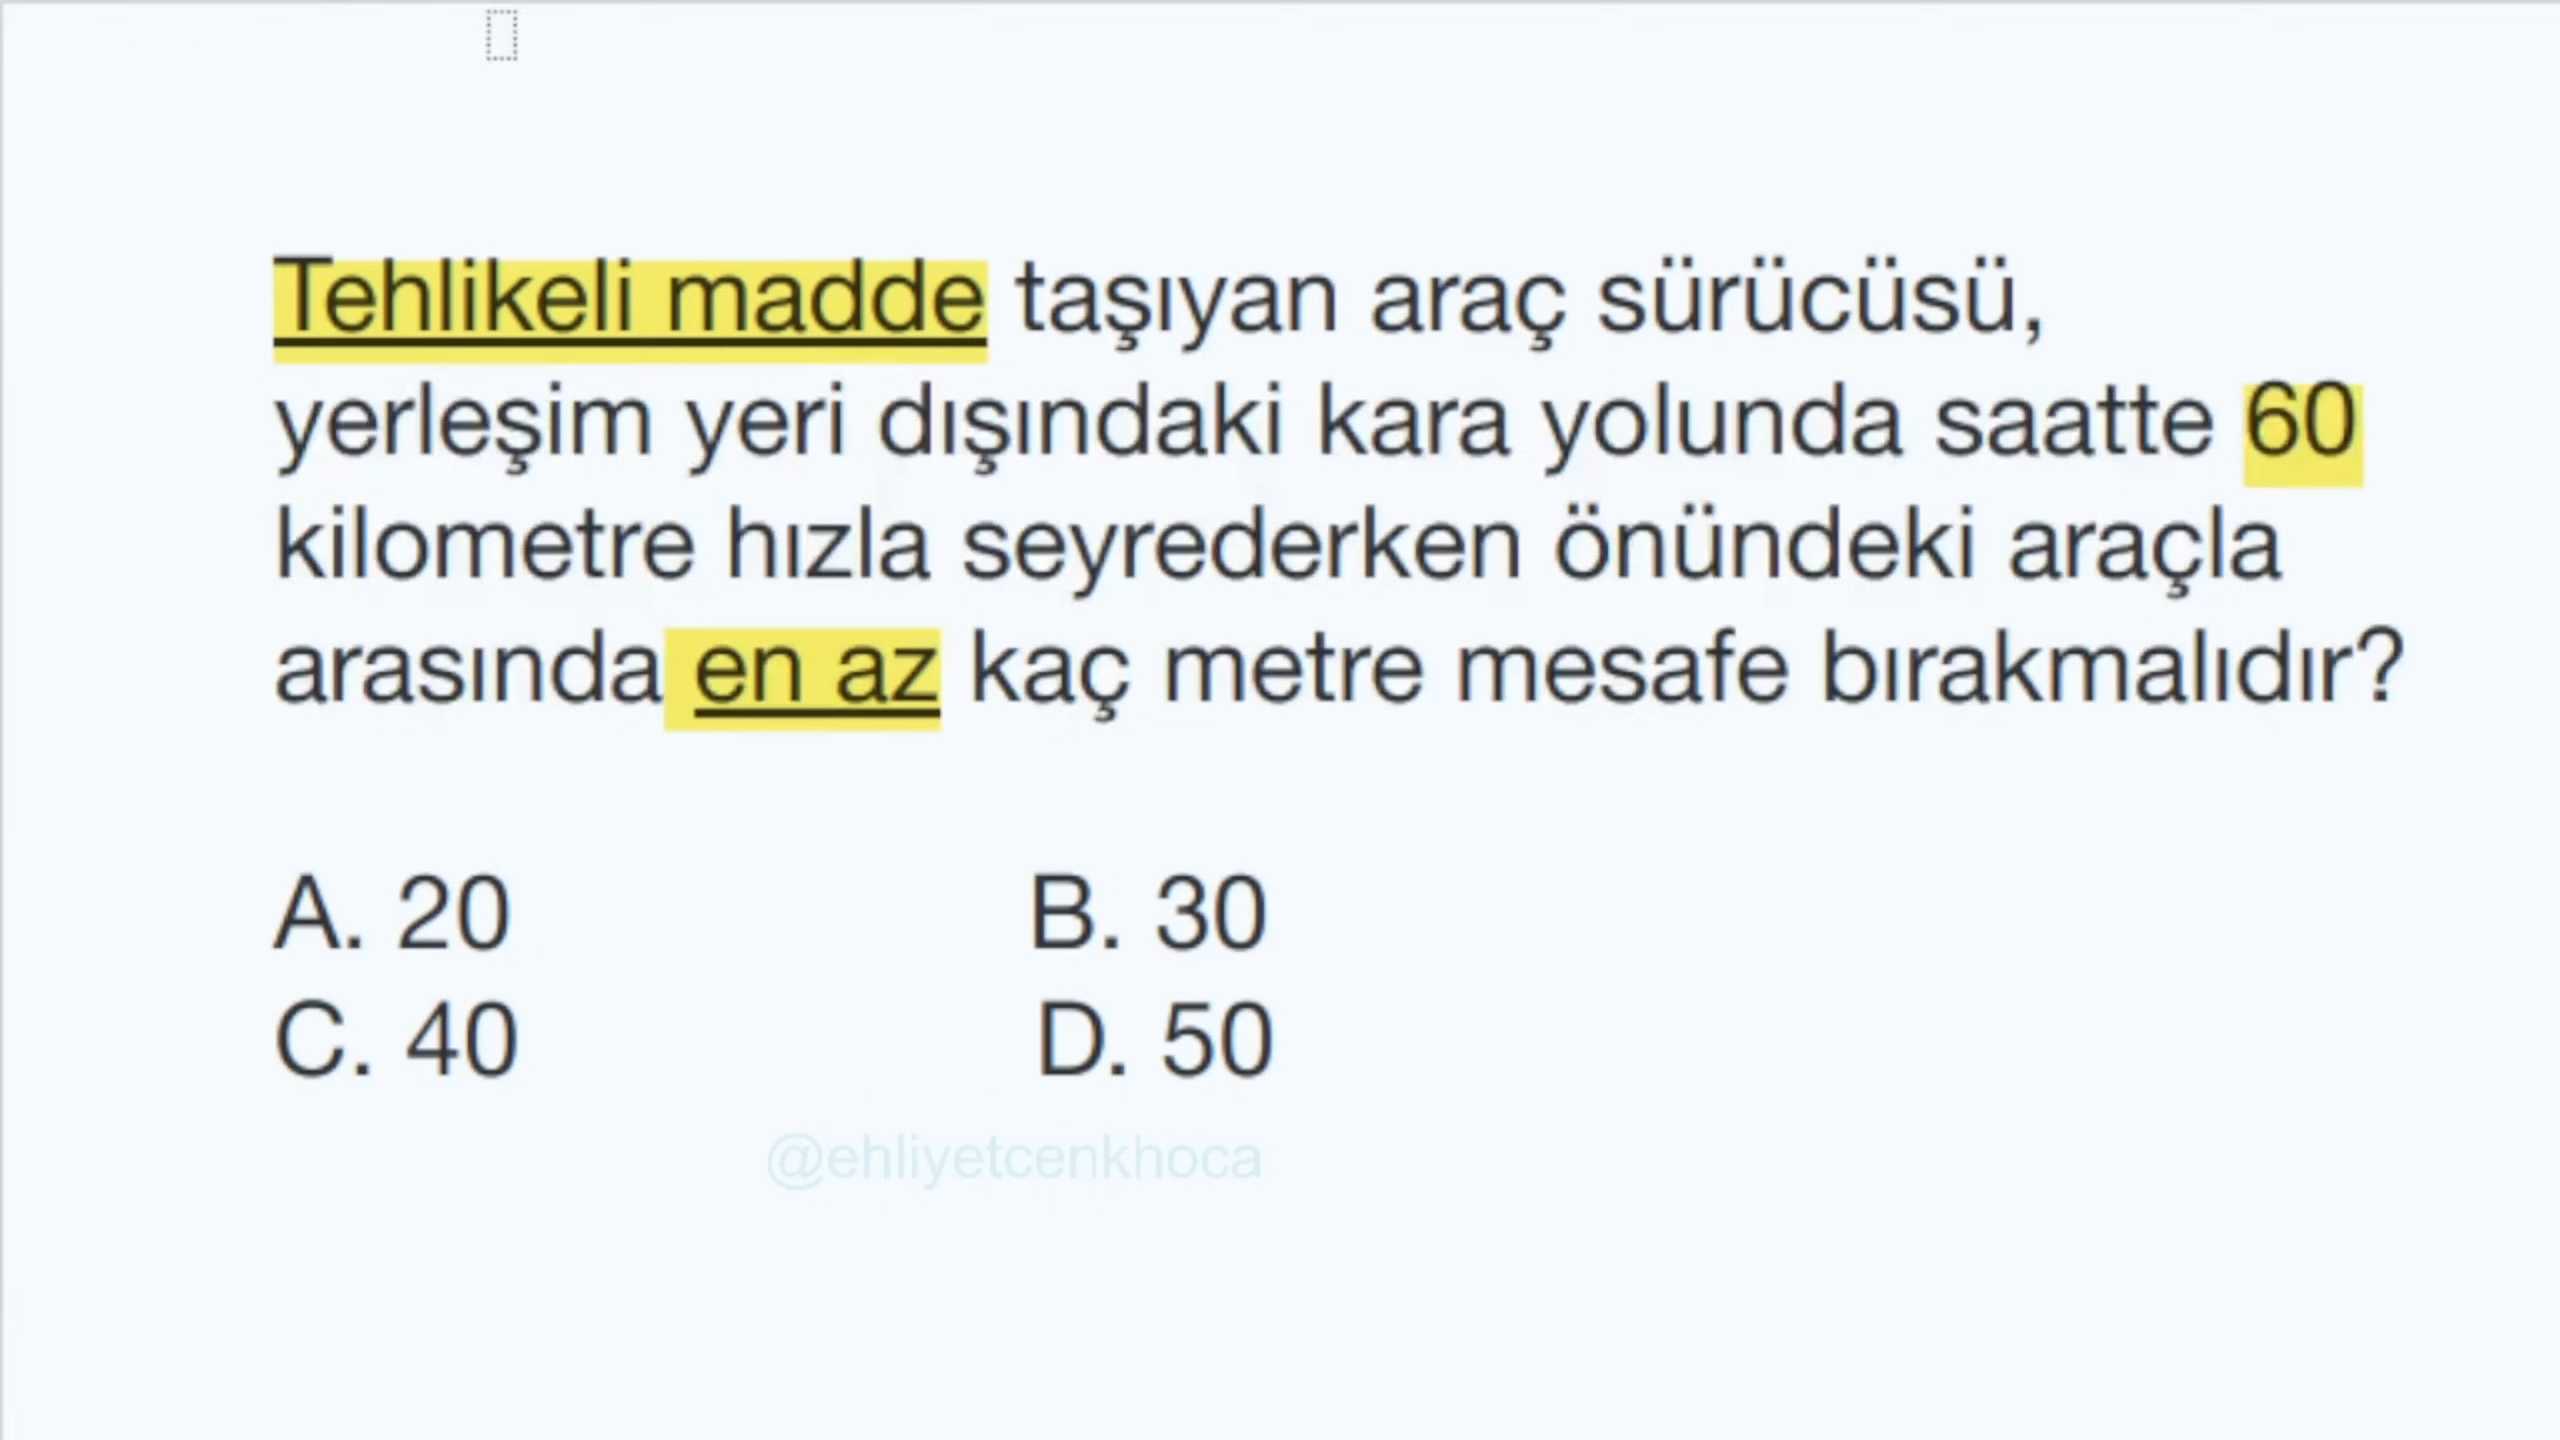 Tehlikeli madde taşıyan araç sürücüsü,
yerleşim yeri dışındaki kara yolunda saatte 60
kilometre hızla seyrederken önündeki araçla
arasında en az kaç metre mesafe bırakmalıdır?
A. 20 B. 30
C. 40 D. 50
@ehliyetcenkhoca